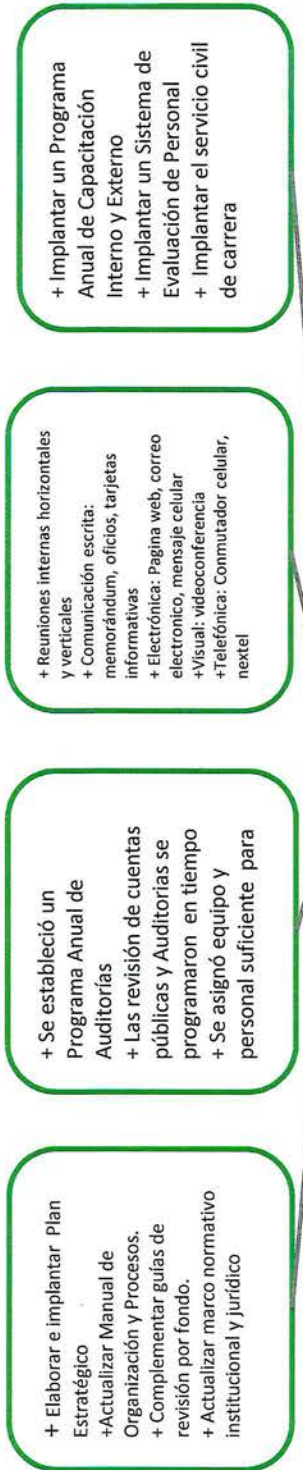 + Elaborar e implantar Plan
Estratégico
+Actualizar Manual de
Organización y Procesos.
+ Complementar guías de
revisión por fondo.
+ Actualizar marco normativo
institucional y jurídico
+ Se estableció un
Programa Anual de
Auditorías
+ Las revisión de cuentas
públicas y Auditorias se
programaron en tiempo
+ Se asignó equipo y
personal suficiente para
+ Reuniones internas horizontales
y verticales
+ Comunicación escrita:
memorándum, oficios, tarjetas
informativas
+ Electrónica: Pagina web, correo
electronico, mensaje celular
+Visual: videoconferencia
+Telefónica: Conmutador celular,
nextel
+ Implantar un Programa
Anual de Capacitación
Interno y Externo
+ Implantar un Sistema de
Evaluación de Personal
+ Implantar el servicio civil
de carrera